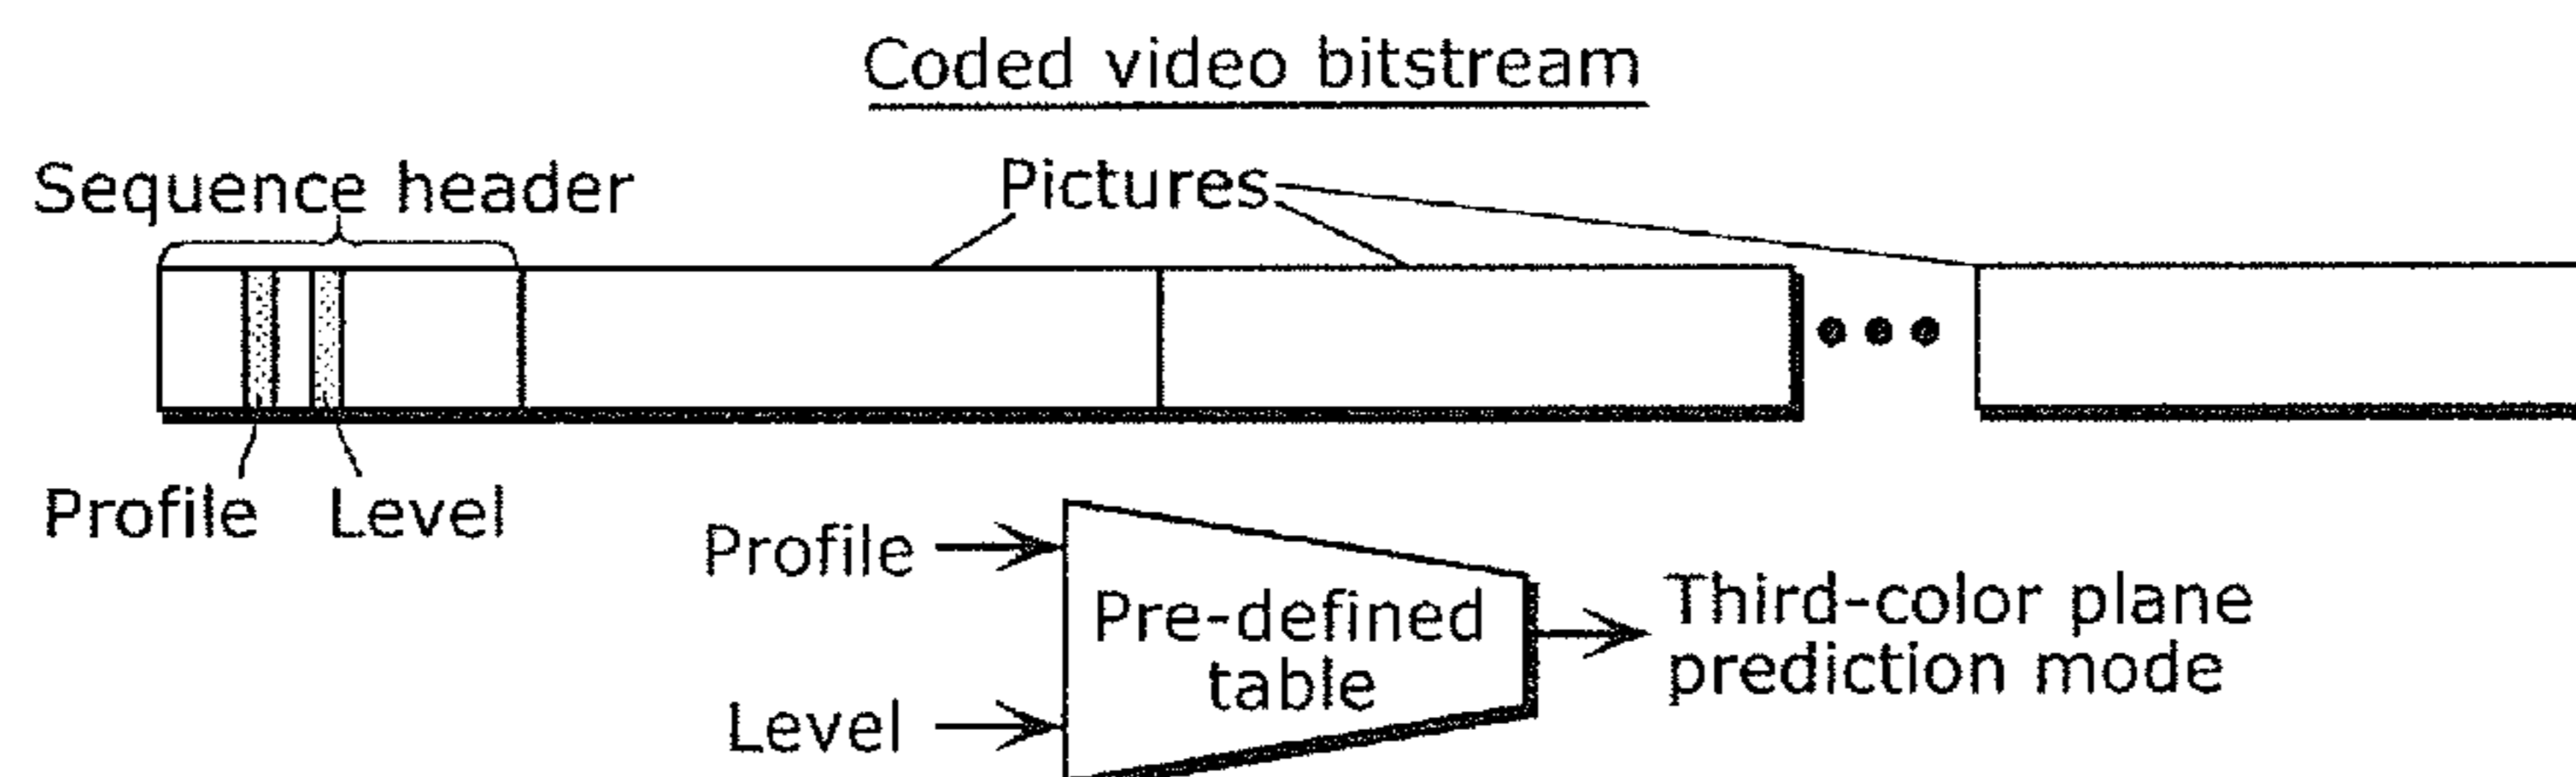 Coded video bitstream
Sequence header
Pictures
Profile
Level
Profile
Pre-defined
table
Level
Third-color plane
prediction mode